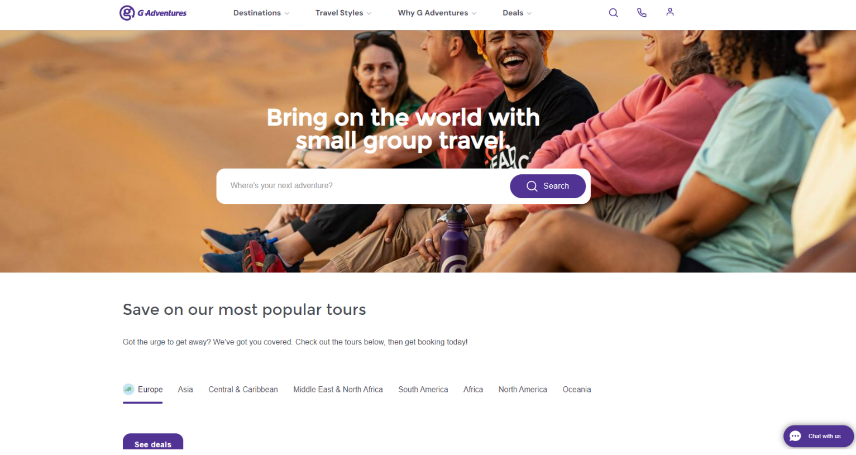 G Adventures
Destinations
Travel Styles
Why G Adventures
Deals
Bring on the world with
small group travel.
Where's your next adventure?
Search
Save on our most popular tours
Got the urge to get away? We've got you covered. Check out the tours below, then get booking today!
Europe
Asia
Central & Caribbean
Middle East & North Africa
South America
Africa
North America
Oceania
See deals
Chat with us